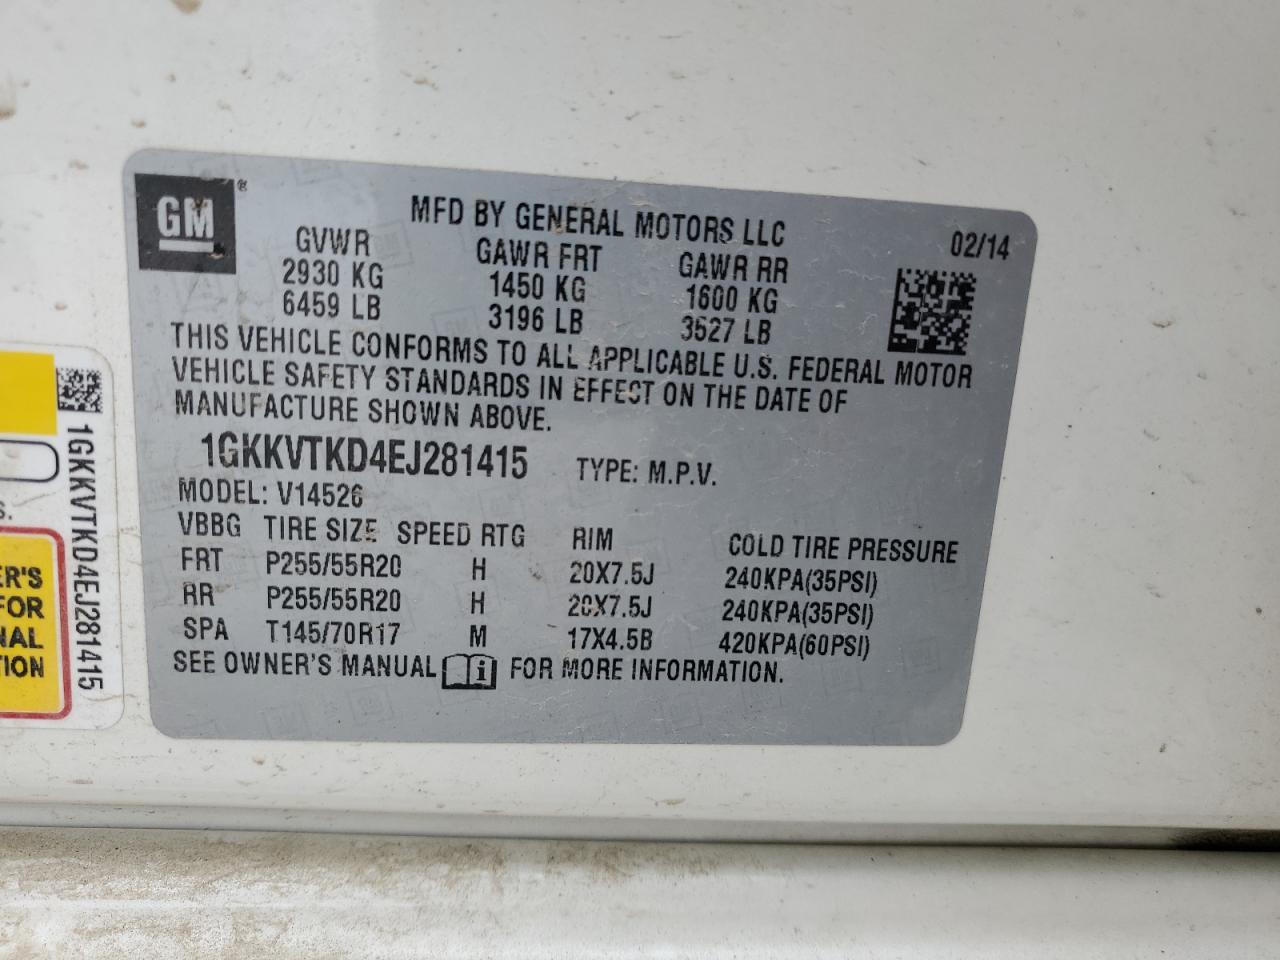 GM®
MFD BY GENERAL MOTORS LLC 02/14
GVWR GAWR FRT GAWR RR
2930 KG 1450 KG 1600 KG
6459 LB 3196 LB 3527 LB
THIS VEHICLE CONFORMS TO ALL APPLICABLE U.S. FEDERAL MOTOR
VEHICLE SAFETY STANDARDS IN EFFECT ON THE DATE OF
MANUFACTURE SHOWN ABOVE.
1GKKVTKD4EJ281415 TYPE: M.P.V.
MODEL: V14526
VBBG TIRE SIZE SPEED RTG RIM COLD TIRE PRESSURE
FRT P255/55R20 H 20X7.5J 240KPA(35PSI)
RR P255/55R20 H 20X7.5J 240KPA(35PSI)
SPA T145/70R17 M 17X4.5B 420KPA(60PSI)
SEE OWNER'S MANUAL i FOR MORE INFORMATION.
1GKKVTKD4EJ281415
S.
ER'S
FOR
NAL
TION